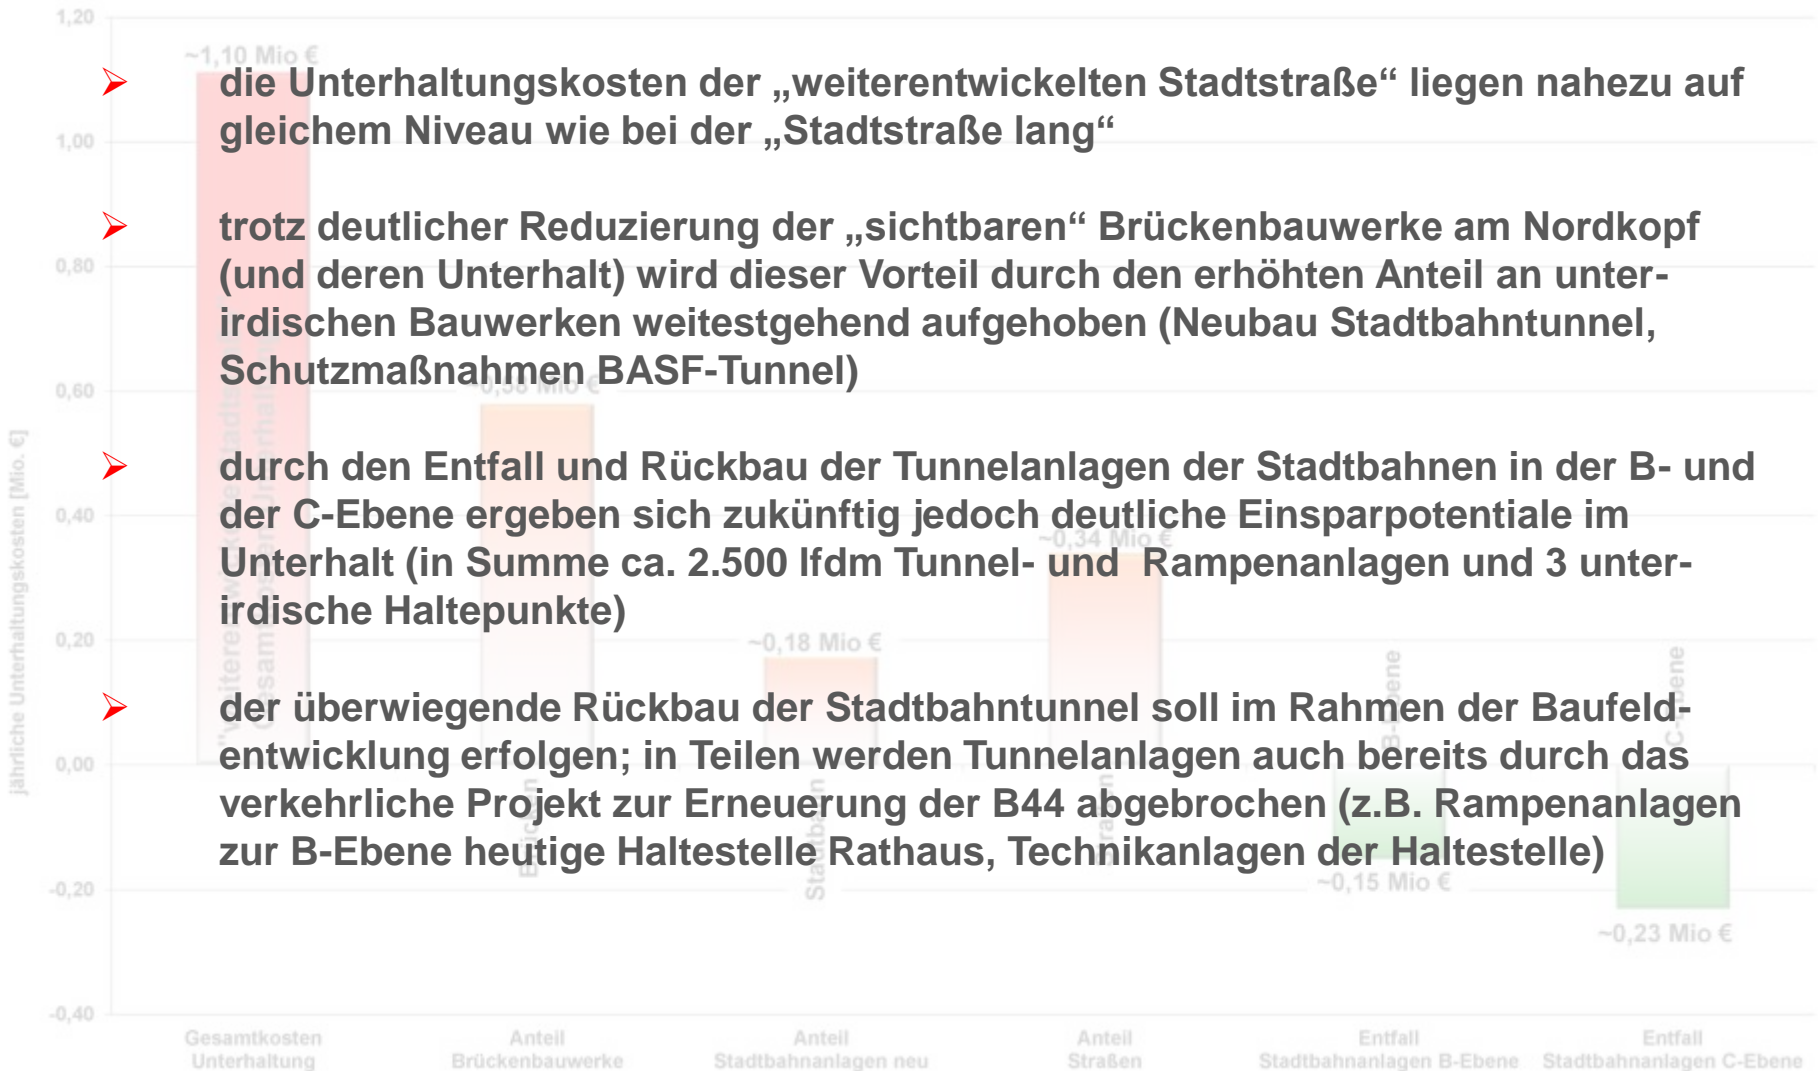 1,20
~1,10 Mio €
➢ die Unterhaltungskosten der „weiterentwickelten Stadtstraße“ liegen nahezu auf
gleichem Niveau wie bei der „Stadtstraße lang“
1,00
➢ trotz deutlicher Reduzierung der „sichtbaren“ Brückenbauwerke am Nordkopf
(und deren Unterhalt) wird dieser Vorteil durch den erhöhten Anteil an unter-
irdischen Bauwerken weitestgehend aufgehoben (Neubau Stadtbahntunnel,
Schutzmaßnahmen BASF-Tunnel)
0,80
0,60
~0,58 Mio €
➢ durch den Entfall und Rückbau der Tunnelanlagen der Stadtbahnen in der B- und
der C-Ebene ergeben sich zukünftig jedoch deutliche Einsparpotentiale im
Unterhalt (in Summe ca. 2.500 lfdm Tunnel- und Rampenanlagen und 3 unter-
irdische Haltepunkte)
0,40
~0,34 Mio €
0,20
~0,18 Mio €
➢ der überwiegende Rückbau der Stadtbahntunnel soll im Rahmen der Baufeld-
entwicklung erfolgen; in Teilen werden Tunnelanlagen auch bereits durch das
verkehrliche Projekt zur Erneuerung der B44 abgebrochen (z.B. Rampenanlagen
zur B-Ebene heutige Haltestelle Rathaus, Technikanlagen der Haltestelle)
0,00
-0,20
~0,15 Mio €
~0,23 Mio €
-0,40
jährliche Unterhaltungskosten [Mio. €]
Brücken
Stadtbahn
Straßen
B-Ebene
C-Ebene
Gesamtkosten
Unterhaltung
Anteil
Brückenbauwerke
Anteil
Stadtbahnanlagen neu
Anteil
Straßen
Entfall
Stadtbahnanlagen B-Ebene
Entfall
Stadtbahnanlagen C-Ebene